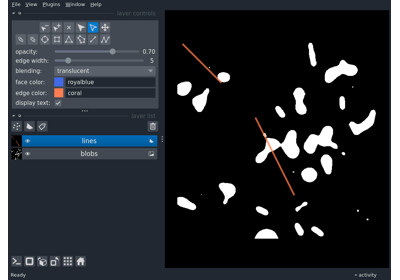 File View Plugins Window Help
layer controls
opacity: 0.70
edge width: 5
blending: translucent
face color: royalblue
edge color: coral
display text:
layer list
lines
blobs
Ready
activity